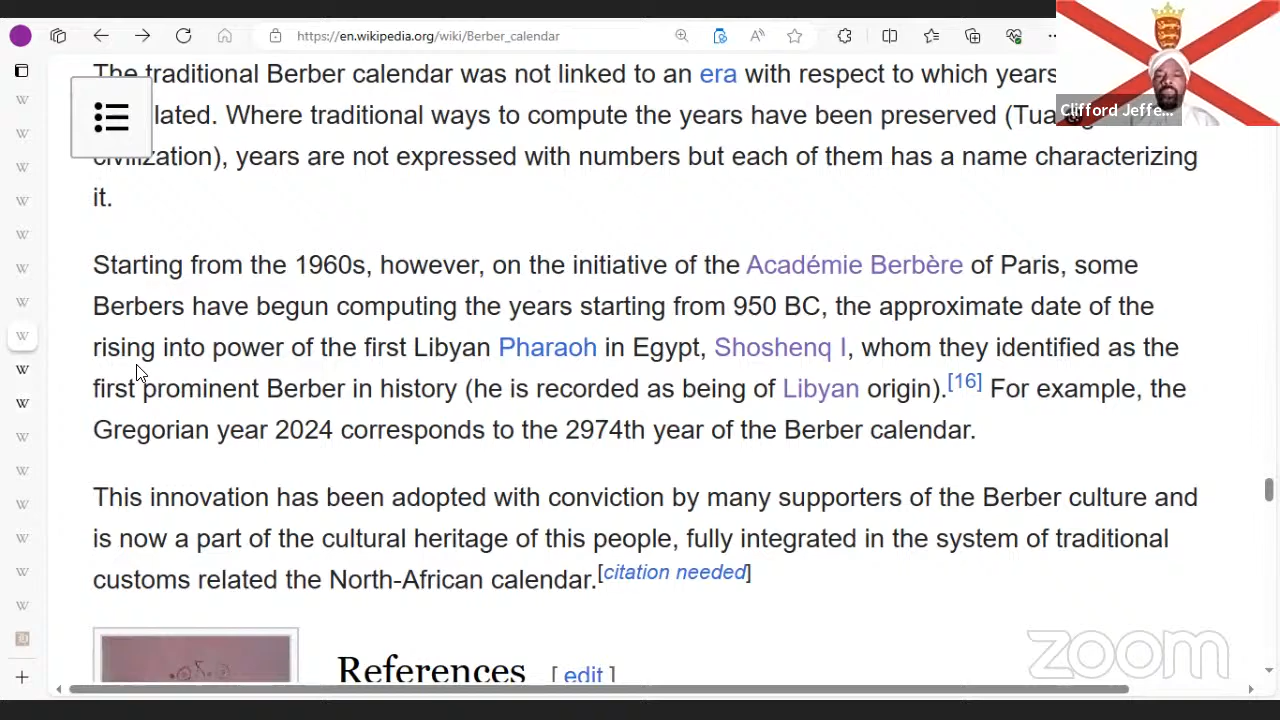 https://en.wikipedia.org/wiki/Berber_calendar
Clifford Jeffe...
The traditional Berber calendar was not linked to an era with respect to which years
lated. Where traditional ways to compute the years have been preserved (Tuareg
civilization), years are not expressed with numbers but each of them has a name characterizing
it.
Starting from the 1960s, however, on the initiative of the Académie Berbère of Paris, some
Berbers have begun computing the years starting from 950 BC, the approximate date of the
rising into power of the first Libyan Pharaoh in Egypt, Shoshenq I, whom they identified as the
first prominent Berber in history (he is recorded as being of Libyan origin).[16] For example, the
Gregorian year 2024 corresponds to the 2974th year of the Berber calendar.
This innovation has been adopted with conviction by many supporters of the Berber culture and
is now a part of the cultural heritage of this people, fully integrated in the system of traditional
customs related the North-African calendar.[citation needed]
References [ edit ]
zoom